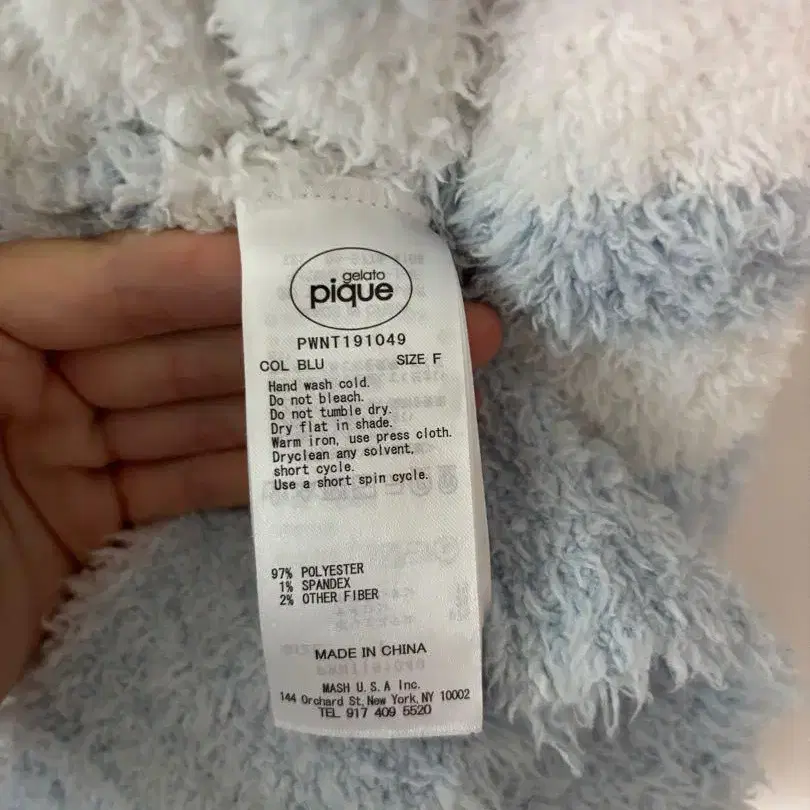 gelato
pique
PWNT191049
COL BLU SIZE F
Hand wash cold.
Do not bleach.
Do not tumble dry.
Dry flat in shade.
Warm iron, use press cloth.
Dryclean any solvent,
short cycle.
Use a short spin cycle.
97% POLYESTER
1% SPANDEX
2% OTHER FIBER
MADE IN CHINA
MASH U.S.A Inc.
144 Orchard St, New York, NY 10002
TEL 917 409 5520